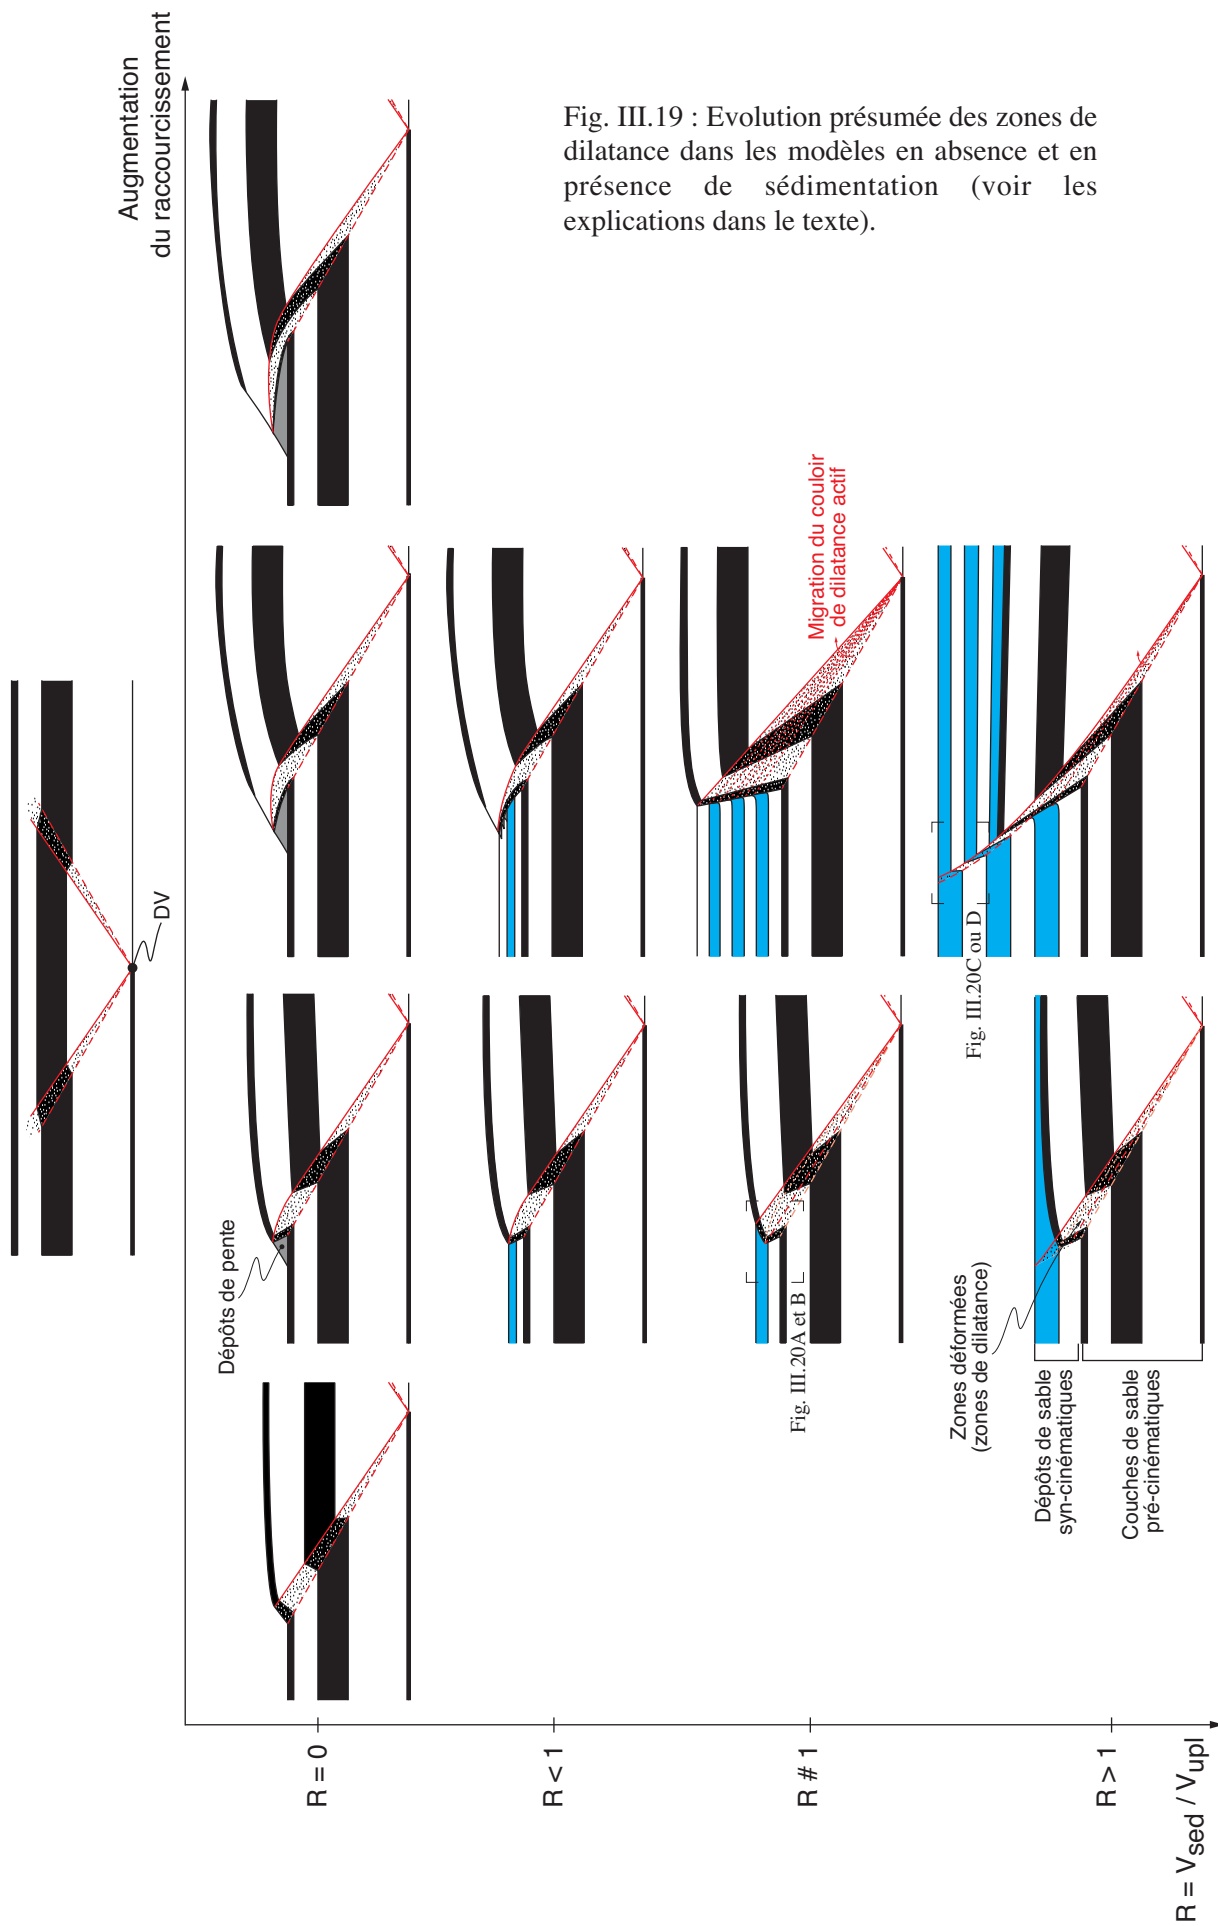 Augmentation
du raccourcissement
Fig. III.19 : Evolution présumée des zones de
dilatance dans les modèles en absence et en
présence de sédimentation (voir les
explications dans le texte).
DV
Dépôts de pente
Migration du couloir
de dilatance actif
Fig. III.20A et B
Fig. III.20C ou D
Zones déformées
(zones de dilatance)
Dépôts de sable
syn-cinématiques
Couches de sable
pré-cinématiques
R = 0
R < 1
R # 1
R > 1
R = Vsed / Vupl